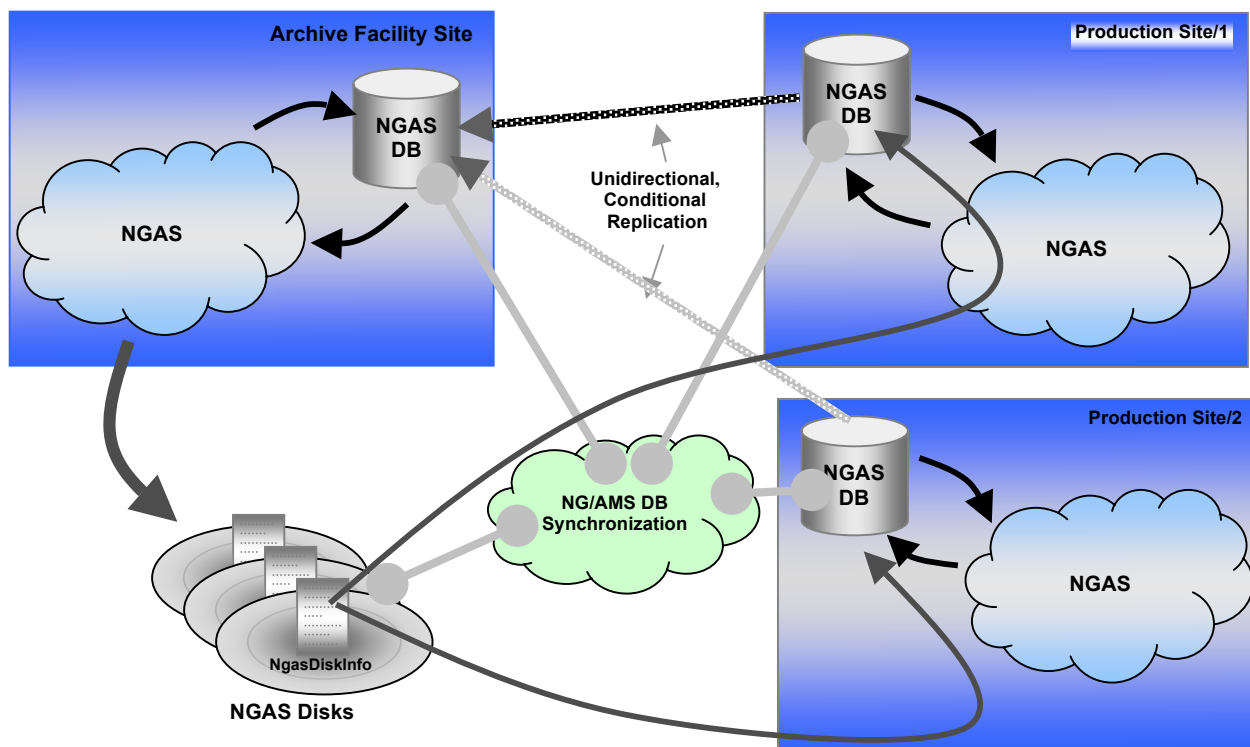 Archive Facility Site
NGAS
DB
NGAS
Unidirectional,
Conditional
Replication
Production Site/1
NGAS
DB
NGAS
Production Site/2
NGAS
DB
NGAS
NG/AMS DB
Synchronization
NgasDiskInfo
NGAS Disks